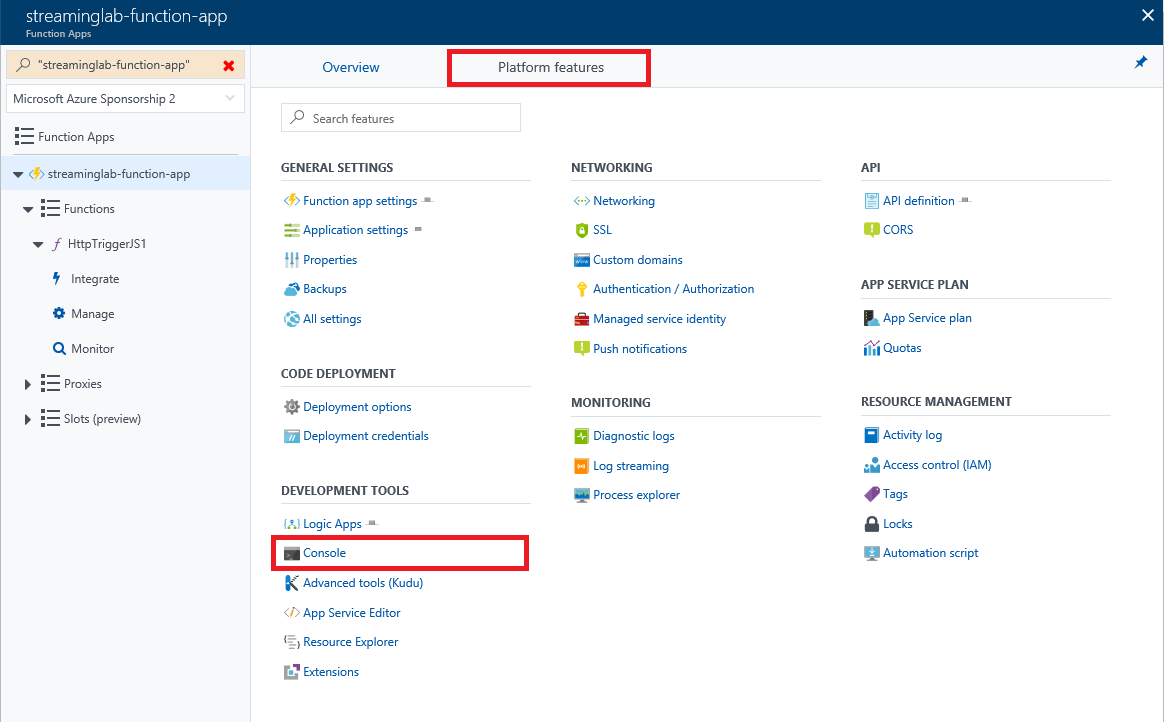 streaminglab-function-app
Function Apps
"streaminglab-function-app"
Microsoft Azure Sponsorship 2
Function Apps
streaminglab-function-app
Functions
HttpTriggerJS1
Integrate
Manage
Monitor
Proxies
Slots (preview)
Overview
Platform features
Search features
GENERAL SETTINGS
Function app settings
Application settings
Properties
Backups
All settings
CODE DEPLOYMENT
Deployment options
Deployment credentials
DEVELOPMENT TOOLS
Logic Apps
Console
Advanced tools (Kudu)
App Service Editor
Resource Explorer
Extensions
NETWORKING
Networking
SSL
Custom domains
Authentication / Authorization
Managed service identity
Push notifications
MONITORING
Diagnostic logs
Log streaming
Process explorer
API
API definition
CORS
APP SERVICE PLAN
App Service plan
Quotas
RESOURCE MANAGEMENT
Activity log
Access control (IAM)
Tags
Locks
Automation script